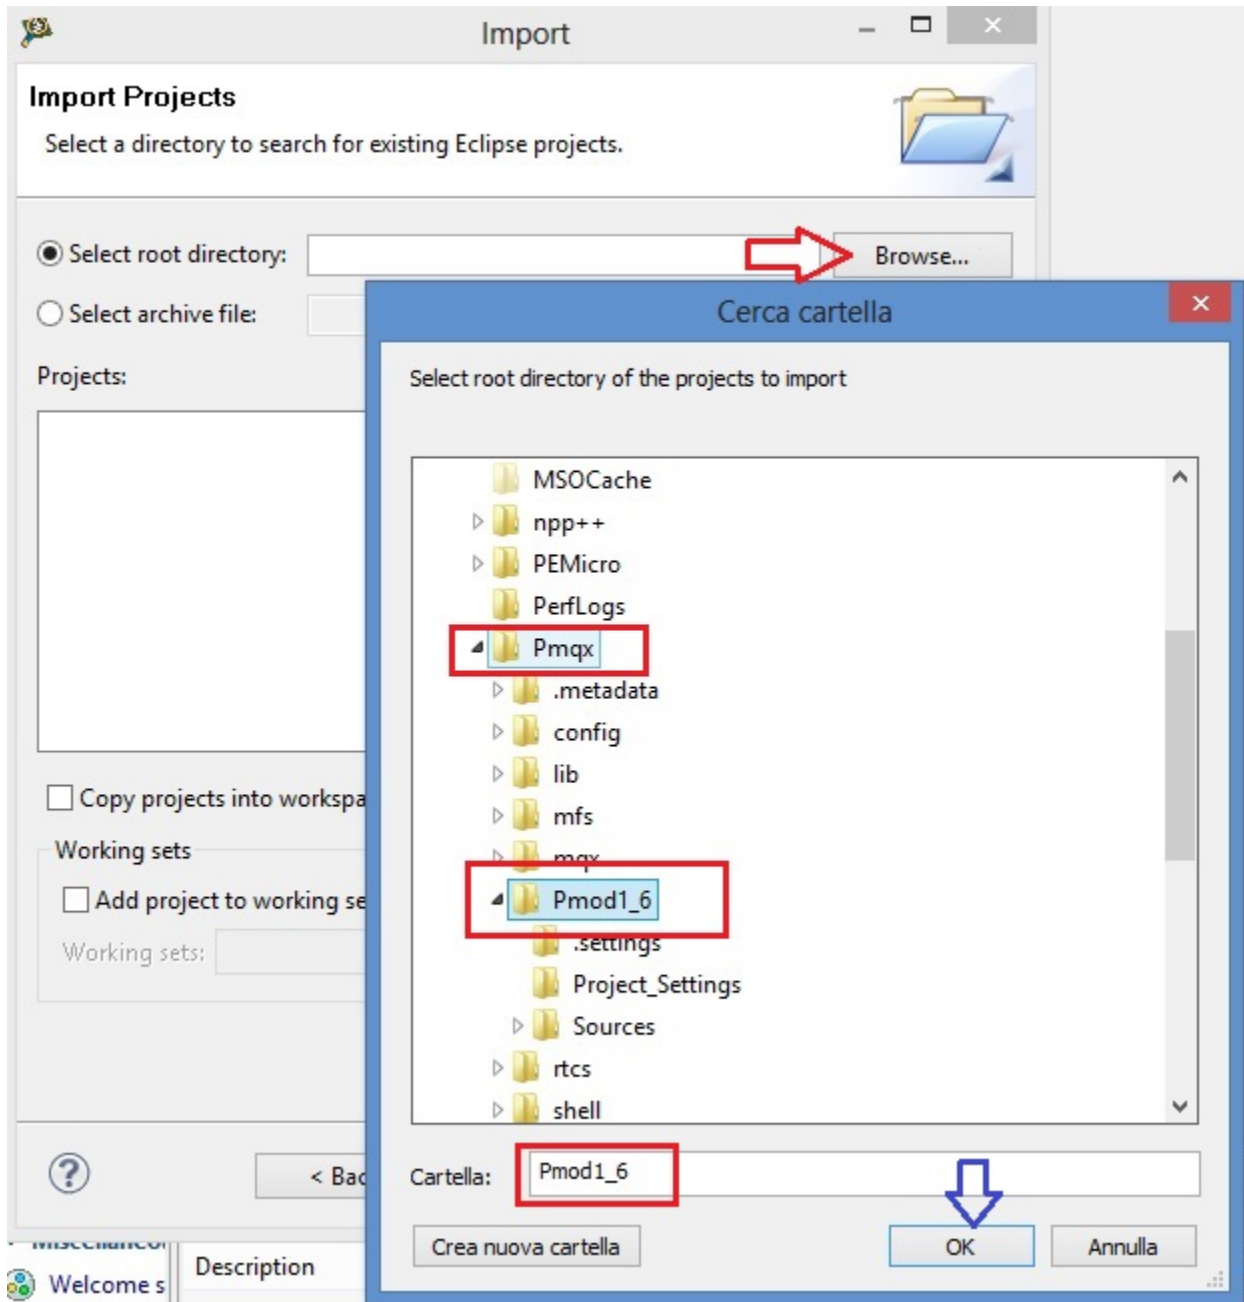 Import
Import Projects
Select a directory to search for existing Eclipse projects.
Select root directory:
Browse...
Select archive file:
Projects:
Copy projects into workspa
Working sets
Add project to working se
Working sets:
< Bac
Cerca cartella
Select root directory of the projects to import
MSOCache
npp++
PEMicro
PerfLogs
Pmqx
.metadata
config
lib
mfs
mqx
Pmod1_6
.settings
Project_Settings
Sources
rtcs
shell
Cartella: Pmod1_6
Crea nuova cartella
OK
Annulla
Description
Welcome s